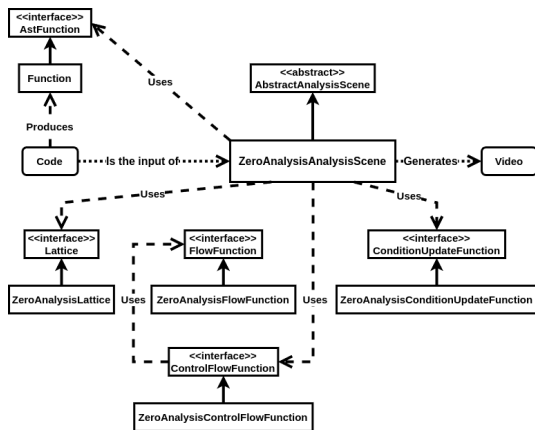 <<interface>>
AstFunction
Function
Uses
<<abstract>>
AbstractAnalysisScene
Produces
Code
Is the input of
ZeroAnalysisAnalysisScene
Generates
Video
Uses
Uses
<<interface>>
Lattice
<<interface>>
FlowFunction
<<interface>>
ConditionUpdateFunction
ZeroAnalysisLattice
Uses
ZeroAnalysisFlowFunction
Uses
ZeroAnalysisConditionUpdateFunction
<<interface>>
ControlFlowFunction
ZeroAnalysisControlFlowFunction